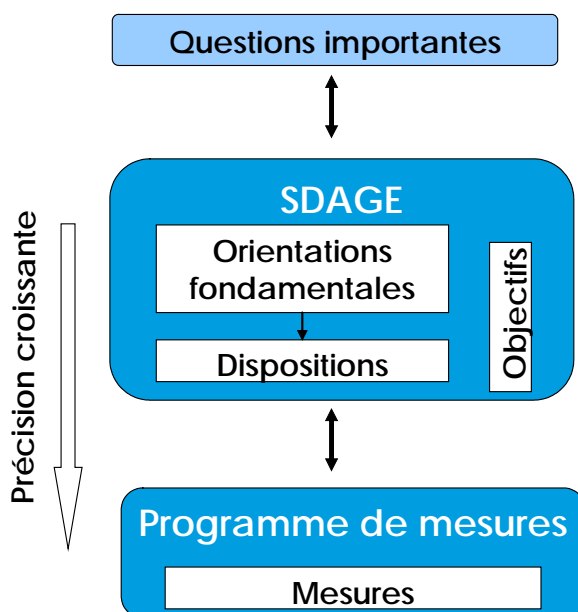 Questions importantes
SDAGE
Orientations
fondamentales
Dispositions
Objectifs
Précision croissante
Programme de mesures
Mesures